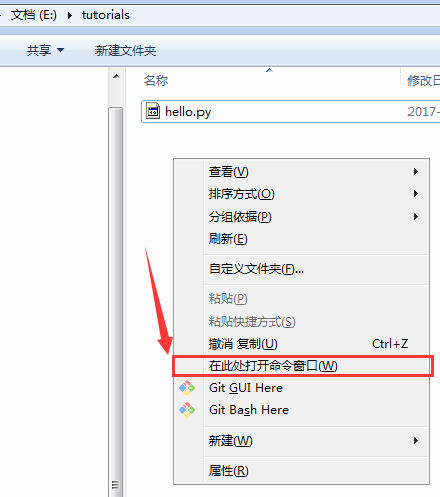 文档 (E:) tutorials
共享 新建文件夹
名称 修改日
hello.py 2017-
查看(V)
排序方式(O)
分组依据(P)
刷新(E)
自定义文件夹(F)...
粘贴(P)
粘贴快捷方式(S)
撤消 复制(U) Ctrl+Z
在此处打开命令窗口(W)
Git GUI Here
Git Bash Here
新建(W)
属性(R)